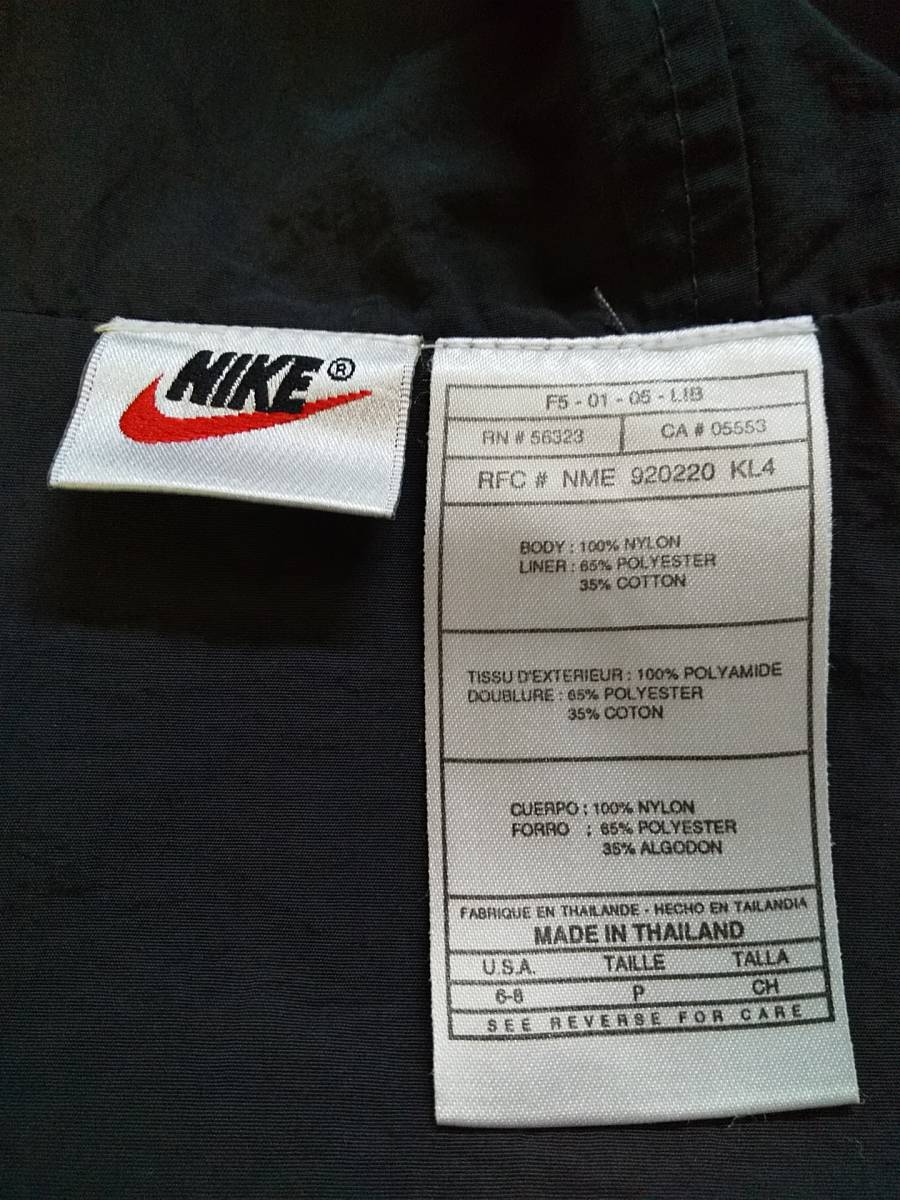 NIKE®
F5 - 01 - 05 - LIB
RN # 56323 CA # 05553
RFC # NME 920220 KL4
BODY : 100% NYLON
LINER : 65% POLYESTER
35% COTTON
TISSU D'EXTERIEUR : 100% POLYAMIDE
DOUBLURE : 65% POLYESTER
35% COTON
CUERPO : 100% NYLON
FORRO : 65% POLYESTER
35% ALGODON
FABRIQUE EN THAILANDE - HECHO EN TAILANDIA
MADE IN THAILAND
U.S.A. TAILLE TALLA
6-8 P CH
SEE REVERSE FOR CARE